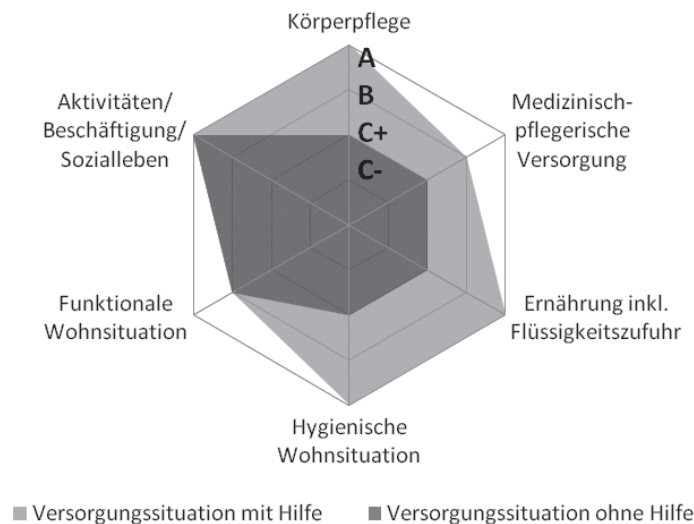 Körperpflege
A
B
C+
C-
Medizinisch-
pflegerische
Versorgung
Ernährung inkl.
Flüssigkeitszufuhr
Hygienische
Wohnsituation
Funktionale
Wohnsituation
Aktivitäten/
Beschäftigung/
Sozialleben
Versorgungssituation mit Hilfe
Versorgungssituation ohne Hilfe